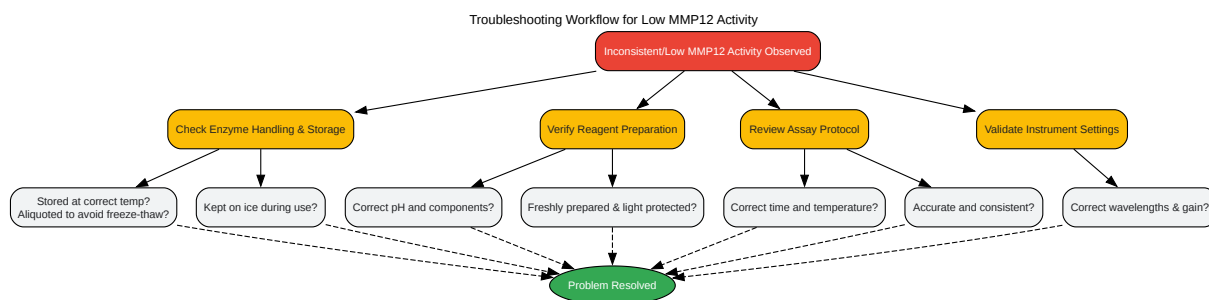 Troubleshooting Workflow for Low MMP12 Activity
Inconsistent/Low MMP12 Activity Observed
Check Enzyme Handling & Storage
Verify Reagent Preparation
Review Assay Protocol
Validate Instrument Settings
Stored at correct temp?
Aliquoted to avoid freeze-thaw?
Kept on ice during use?
Correct pH and components?
Freshly prepared & light protected?
Correct time and temperature?
Accurate and consistent?
Correct wavelengths & gain?
Problem Resolved